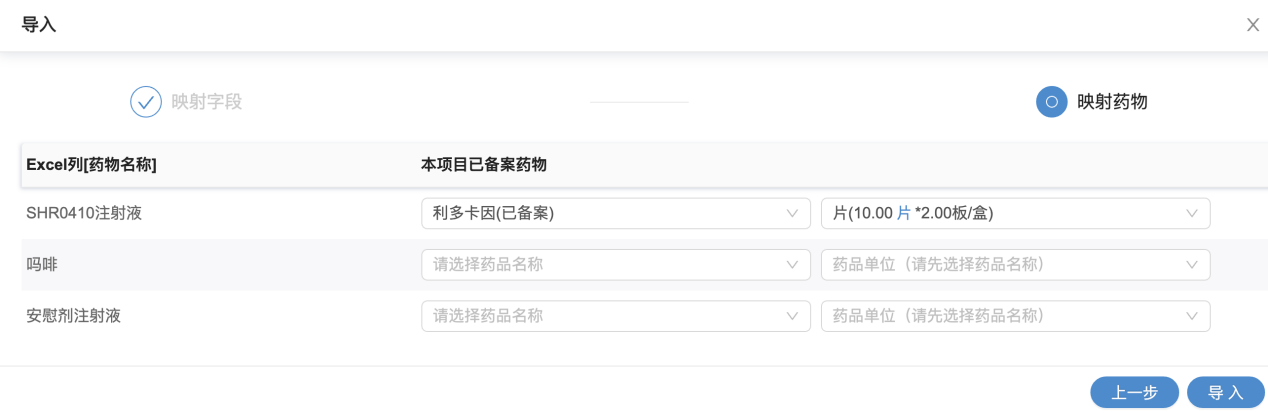 导入
映射字段 映射药物
Excel列[药物名称] 本项目已备案药物
SHR0410注射液 利多卡因(已备案) 片(10.00 片 *2.00板/盒)
吗啡 请选择药品名称 药品单位（请先选择药品名称）
安慰剂注射液 请选择药品名称 药品单位（请先选择药品名称）
上一步 导 入